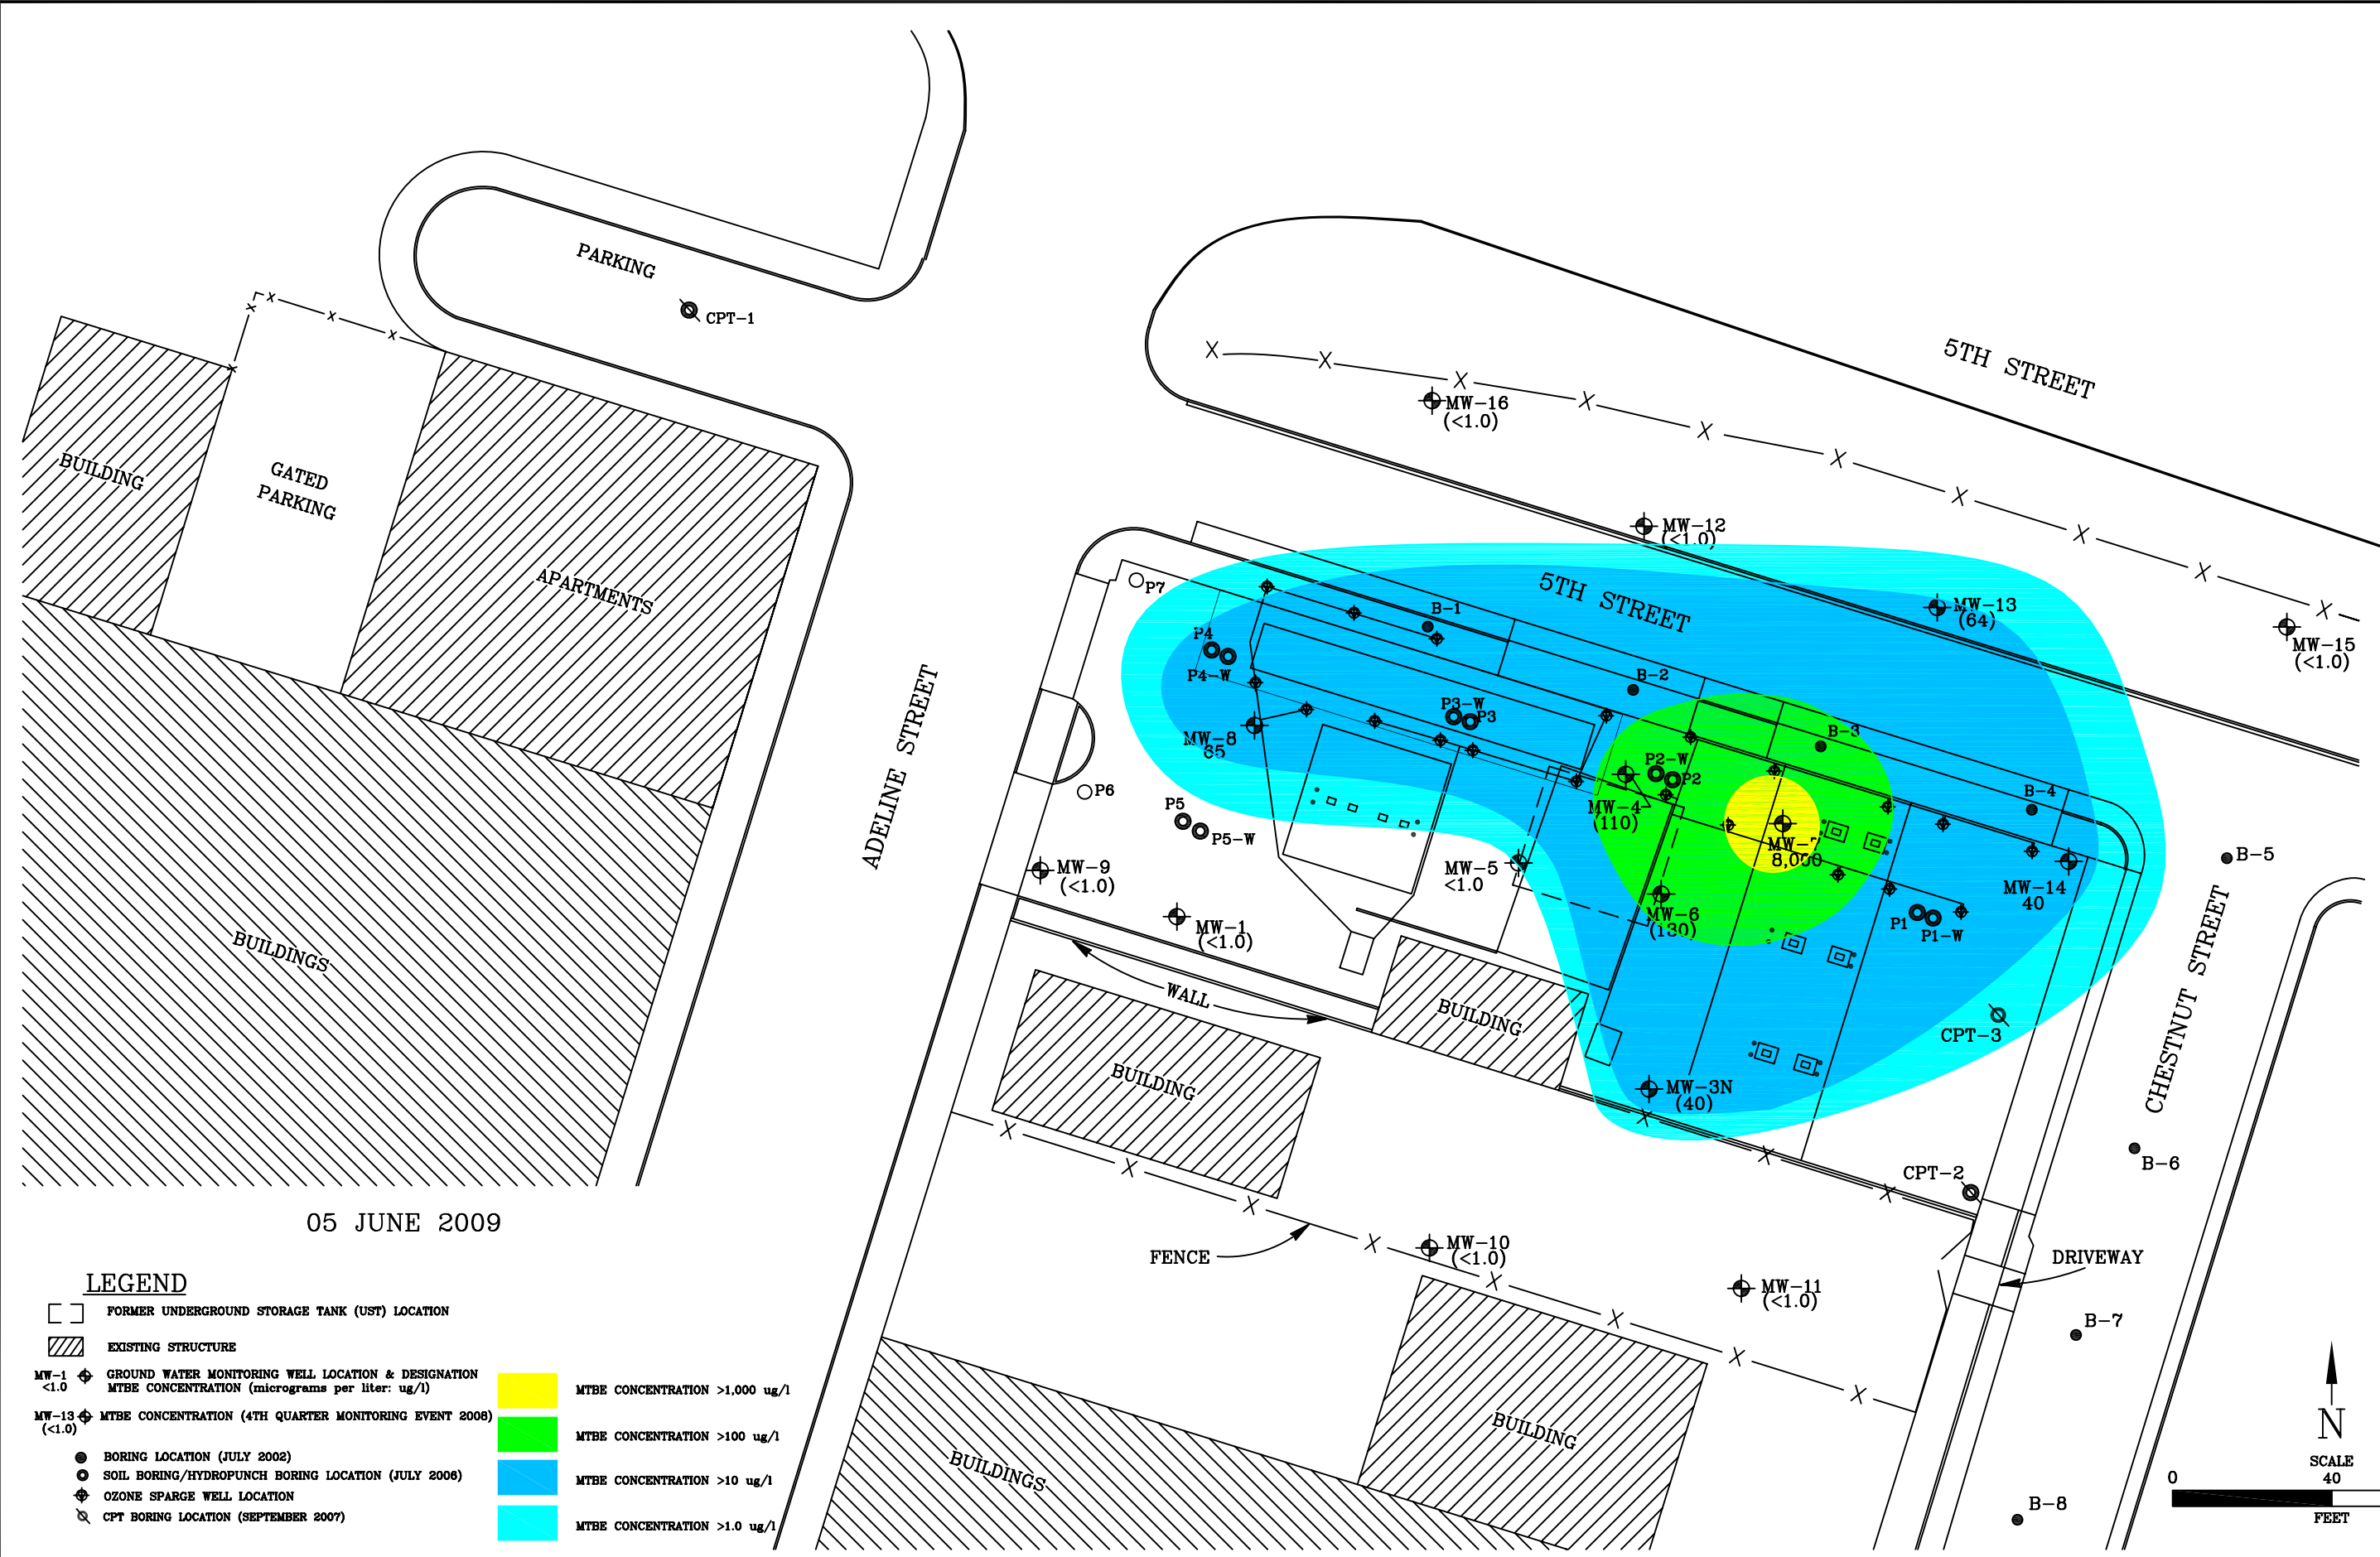 PARKING
CPT-1
5TH STREET
MW-16
(<1.0)
BUILDING
GATED
PARKING
MW-12
(<1.0)
APARTMENTS
P7
5TH STREET
B-1
MW-13
(64)
MW-15
(<1.0)
P4
P4-W
B-2
P3-W
P3
MW-8
65
B-3
P2-W
P2
ADELINE STREET
P6
P5
P5-W
MW-4
(110)
B-4
MW-7
8,000
MW-5
<1.0
B-5
MW-9
(<1.0)
MW-14
40
MW-6
(130)
P1
P1-W
MW-1
(<1.0)
BUILDINGS
WALL
BUILDING
CPT-3
CHESTNUT STREET
BUILDING
MW-3N
(40)
B-6
CPT-2
05 JUNE 2009
FENCE
MW-10
(<1.0)
DRIVEWAY
MW-11
(<1.0)
B-7
BUILDING
BUILDINGS
B-8
LEGEND
FORMER UNDERGROUND STORAGE TANK (UST) LOCATION
EXISTING STRUCTURE
MW-1
<1.0
GROUND WATER MONITORING WELL LOCATION & DESIGNATION
MTBE CONCENTRATION (micrograms per liter: ug/l)
MW-13
(<1.0)
MTBE CONCENTRATION (4TH QUARTER MONITORING EVENT 2008)
BORING LOCATION (JULY 2002)
SOIL BORING/HYDROPUNCH BORING LOCATION (JULY 2006)
OZONE SPARGE WELL LOCATION
CPT BORING LOCATION (SEPTEMBER 2007)
MTBE CONCENTRATION >1,000 ug/l
MTBE CONCENTRATION >100 ug/l
MTBE CONCENTRATION >10 ug/l
MTBE CONCENTRATION >1.0 ug/l
N
SCALE
0 40
FEET